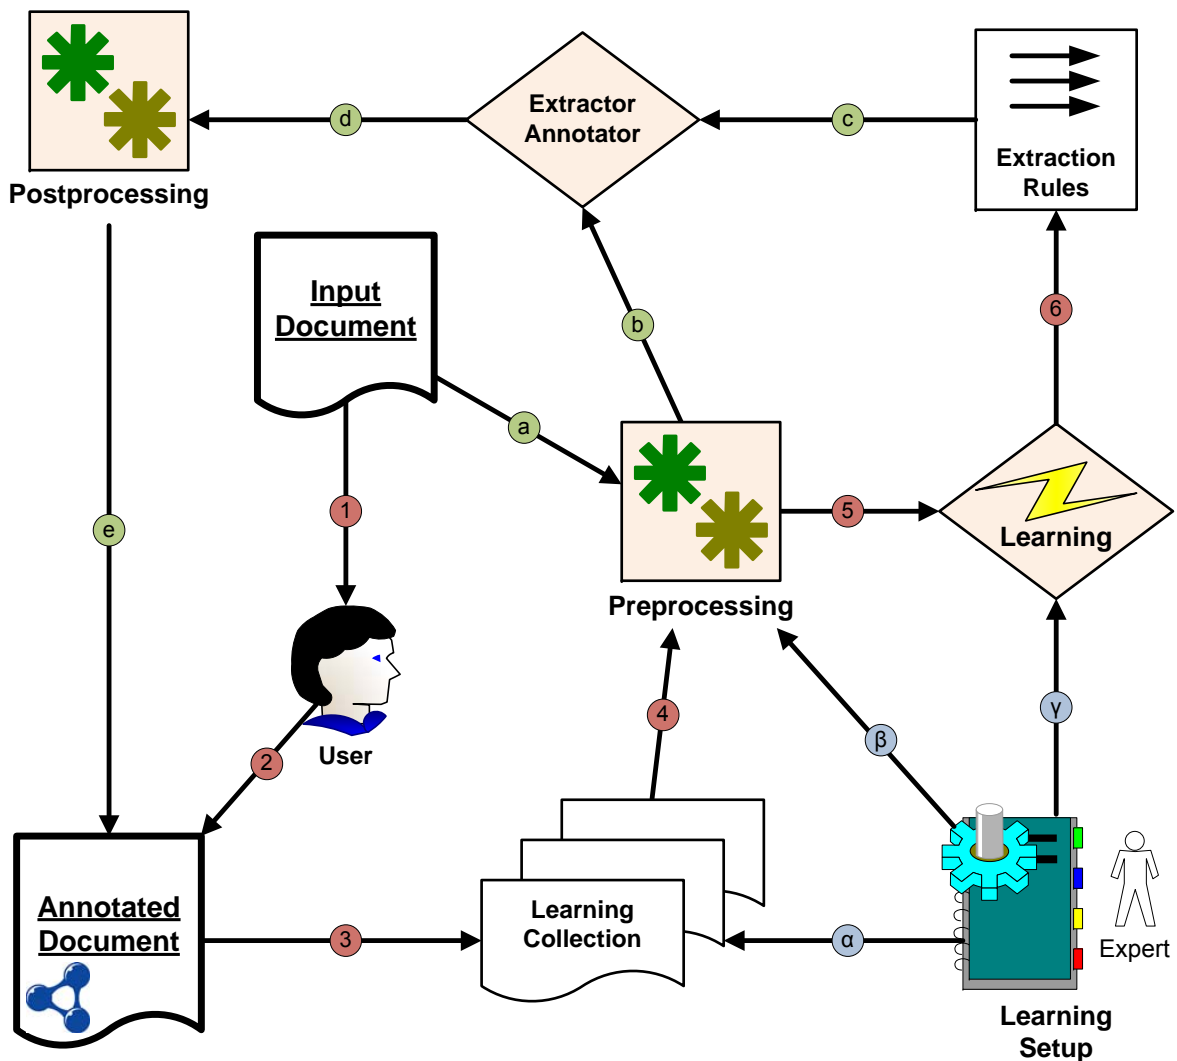 d
Extractor
Annotator
c
Extraction
Rules
Postprocessing
Input
Document
b
6
a
1
5
Learning
e
Preprocessing
User
2
4
β
γ
Annotated
Document
3
Learning
Collection
α
Expert
Learning
Setup